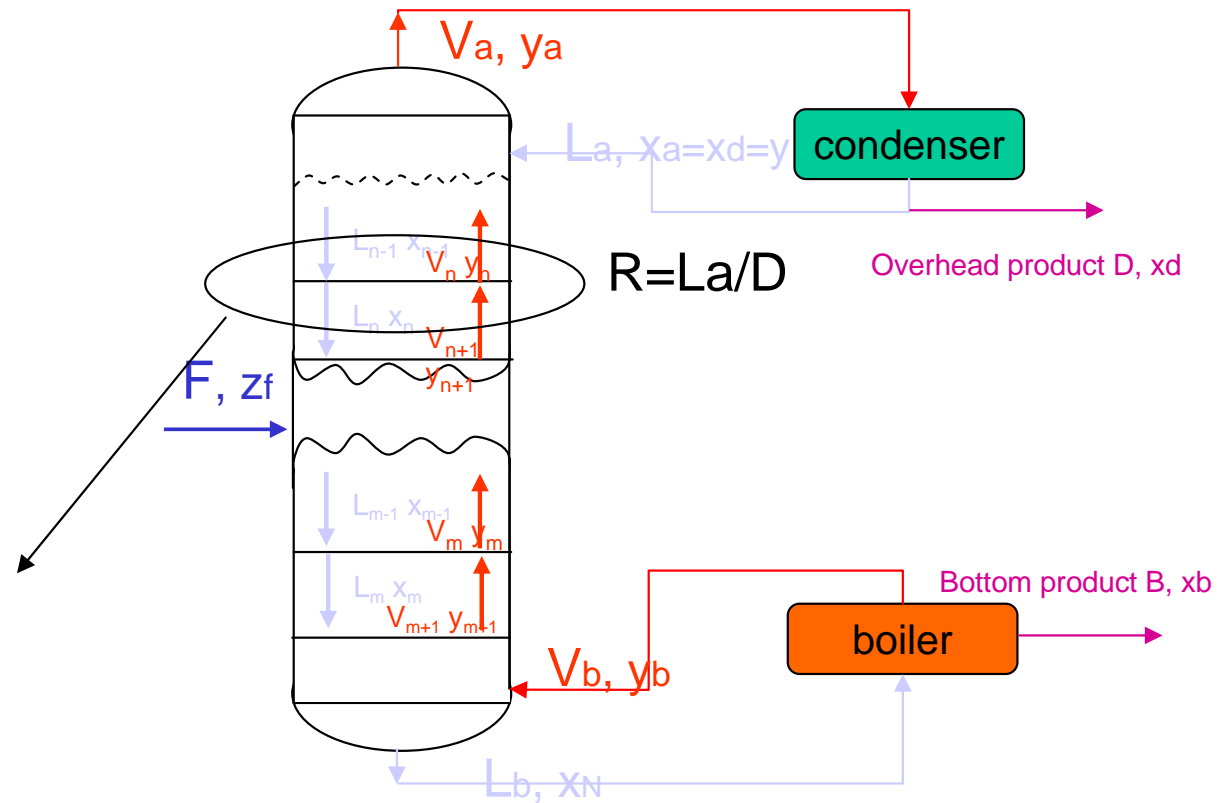 Va, ya
condenser
La, xa=xd=y
Ln-1 xn-1
Vn yn
R=La/D
Overhead product D, xd
Ln xn
Vn+1
yn+1
F, zf
Lm-1 xm-1
Vm ym
Lm xm
Vm+1 ym+1
Bottom product B, xb
boiler
Vb, yb
Lb, xN